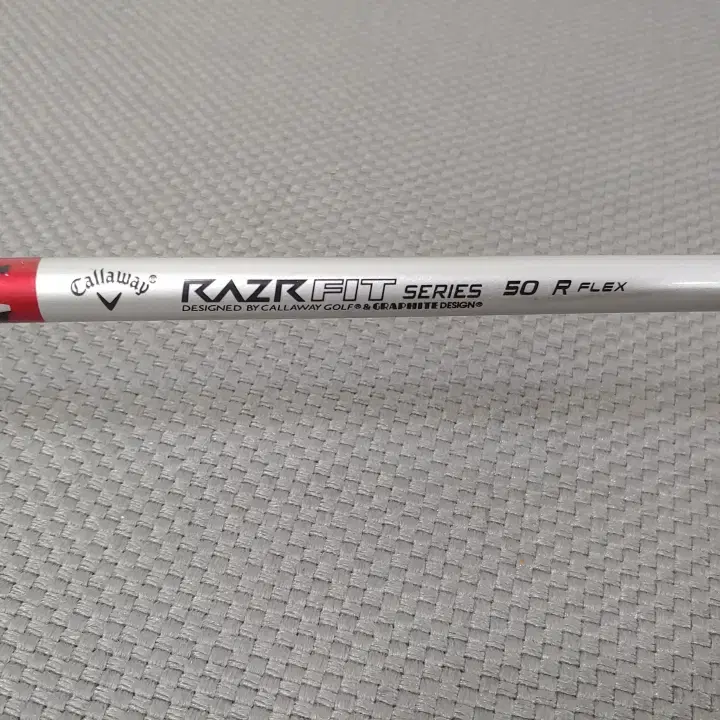 Callaway®
RAZR FIT SERIES 50 R FLEX
DESIGNED BY CALLAWAY GOLF® & GRAPHITE DESIGN®